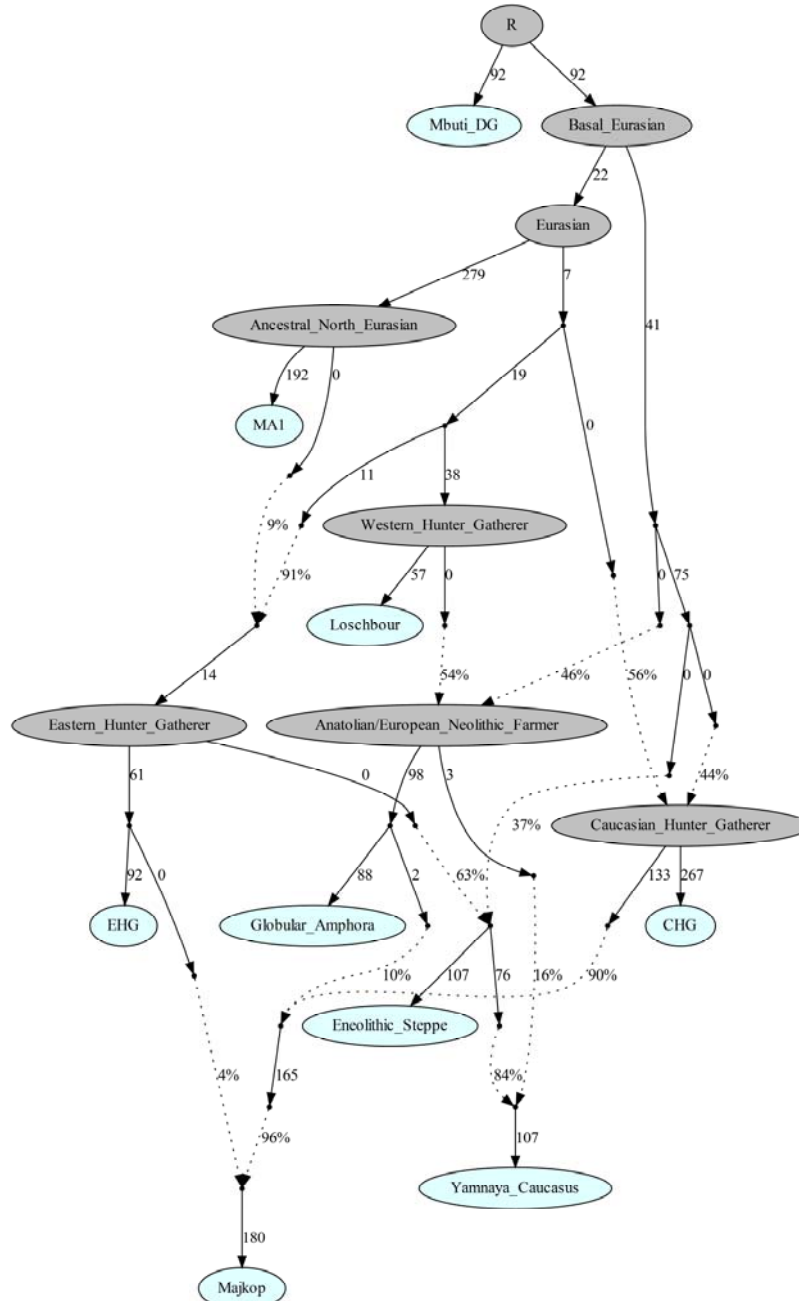 R
92 92
Mbuti_DG Basal_Eurasian
22
Eurasian
279 7
Ancestral_North_Eurasian 41
192 0 19
MA1 0
11 38
9% Western_Hunter_Gatherer
91% 57 0 0 75
Loschbour
14 54% 46% 56% 0 0
Eastern_Hunter_Gatherer Anatolian/European_Neolithic_Farmer
61 0 98 3 37% 44%
Caucasian_Hunter_Gatherer
92 0 88 2 63% 133 267
EHG Globular_Amphora CHG
10% 107 76 16% 90%
Eneolithic_Steppe
4% 165 84%
96% 107
Yamnaya_Caucasus
180
Majkop